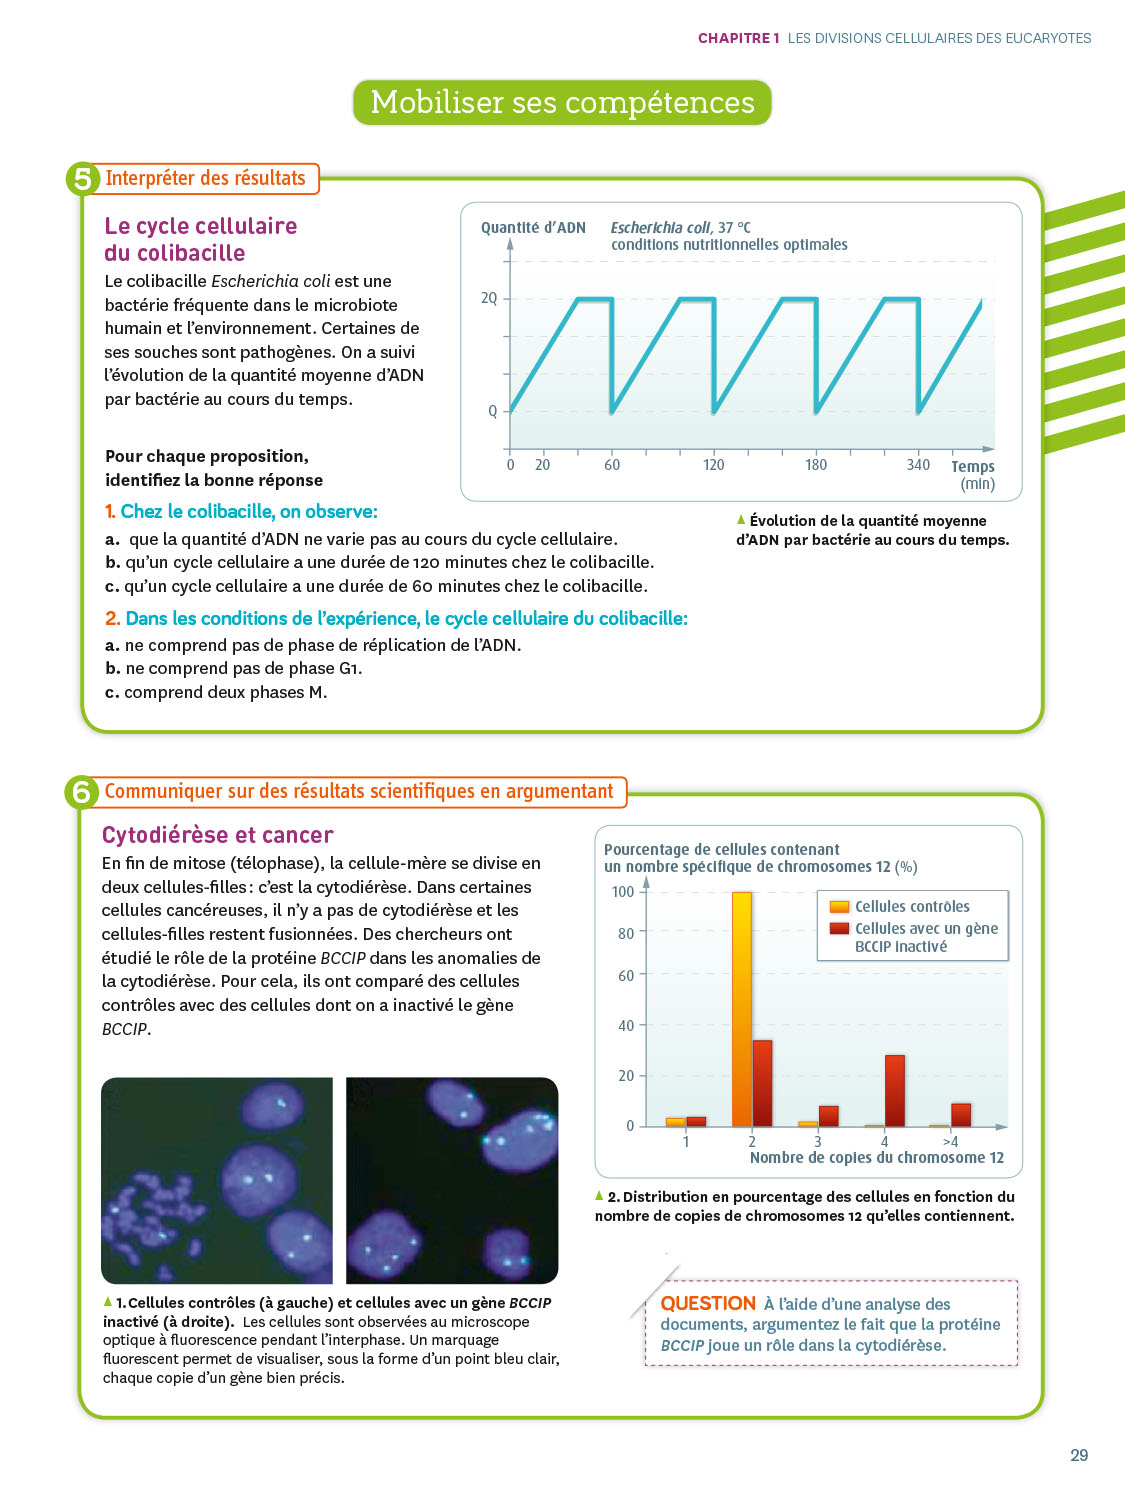 CHAPITRE 1 LES DIVISIONS CELLULAIRES DES EUCARYOTES
Mobiliser ses compétences
5 Interpréter des résultats
Le cycle cellulaire
du colibacille
Le colibacille Escherichia coli est une
bactérie fréquente dans le microbiote
humain et l’environnement. Certaines de
ses souches sont pathogènes. On a suivi
l’évolution de la quantité moyenne d’ADN
par bactérie au cours du temps.
Pour chaque proposition,
identifiez la bonne réponse
Quantité d’ADN
Escherichia coli, 37 °C
conditions nutritionnelles optimales
2Q
Q
0 20 60 120 180 340 Temps
(min)
▲ Évolution de la quantité moyenne
d’ADN par bactérie au cours du temps.
1. Chez le colibacille, on observe :
a. que la quantité d’ADN ne varie pas au cours du cycle cellulaire.
b. qu’un cycle cellulaire a une durée de 120 minutes chez le colibacille.
c. qu’un cycle cellulaire a une durée de 60 minutes chez le colibacille.
2. Dans les conditions de l’expérience, le cycle cellulaire du colibacille :
a. ne comprend pas de phase de réplication de l’ADN.
b. ne comprend pas de phase G1.
c. comprend deux phases M.
6 Communiquer sur des résultats scientifiques en argumentant
Cytodiérèse et cancer
En fin de mitose (télophase), la cellule-mère se divise en
deux cellules-filles : c’est la cytodiérèse. Dans certaines
cellules cancéreuses, il n’y a pas de cytodiérèse et les
cellules-filles restent fusionnées. Des chercheurs ont
étudié le rôle de la protéine BCCIP dans les anomalies de
la cytodiérèse. Pour cela, ils ont comparé des cellules
contrôles avec des cellules dont on a inactivé le gène
BCCIP.
▲ 1. Cellules contrôles (à gauche) et cellules avec un gène BCCIP
inactivé (à droite). Les cellules sont observées au microscope
optique à fluorescence pendant l’interphase. Un marquage
fluorescent permet de visualiser, sous la forme d’un point bleu clair,
chaque copie d’un gène bien précis.
Pourcentage de cellules contenant
un nombre spécifique de chromosomes 12 (%)
100
80
60
40
20
0
Cellules contrôles
Cellules avec un gène
BCCIP inactivé
1 2 3 4 >4
Nombre de copies du chromosome 12
▲ 2. Distribution en pourcentage des cellules en fonction du
nombre de copies de chromosomes 12 qu’elles contiennent.
QUESTION À l’aide d’une analyse des
documents, argumentez le fait que la protéine
BCCIP joue un rôle dans la cytodiérèse.
29